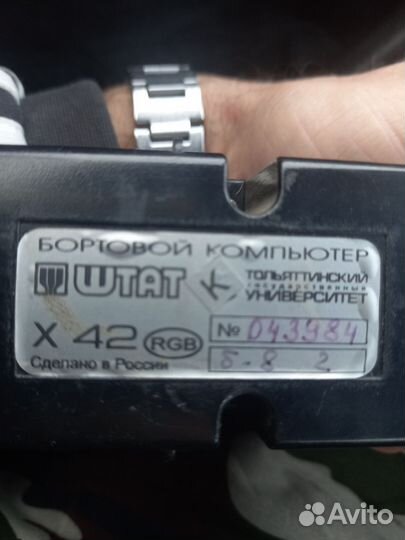 БОРТОВОЙ КОМПЬЮТЕР
ШТАТ
ТОЛЬЯТТИНСКИЙ
государственный
УНИВЕРСИТЕТ
X 42 RGB № 043984
Сделано в России 5-8 2
Avito